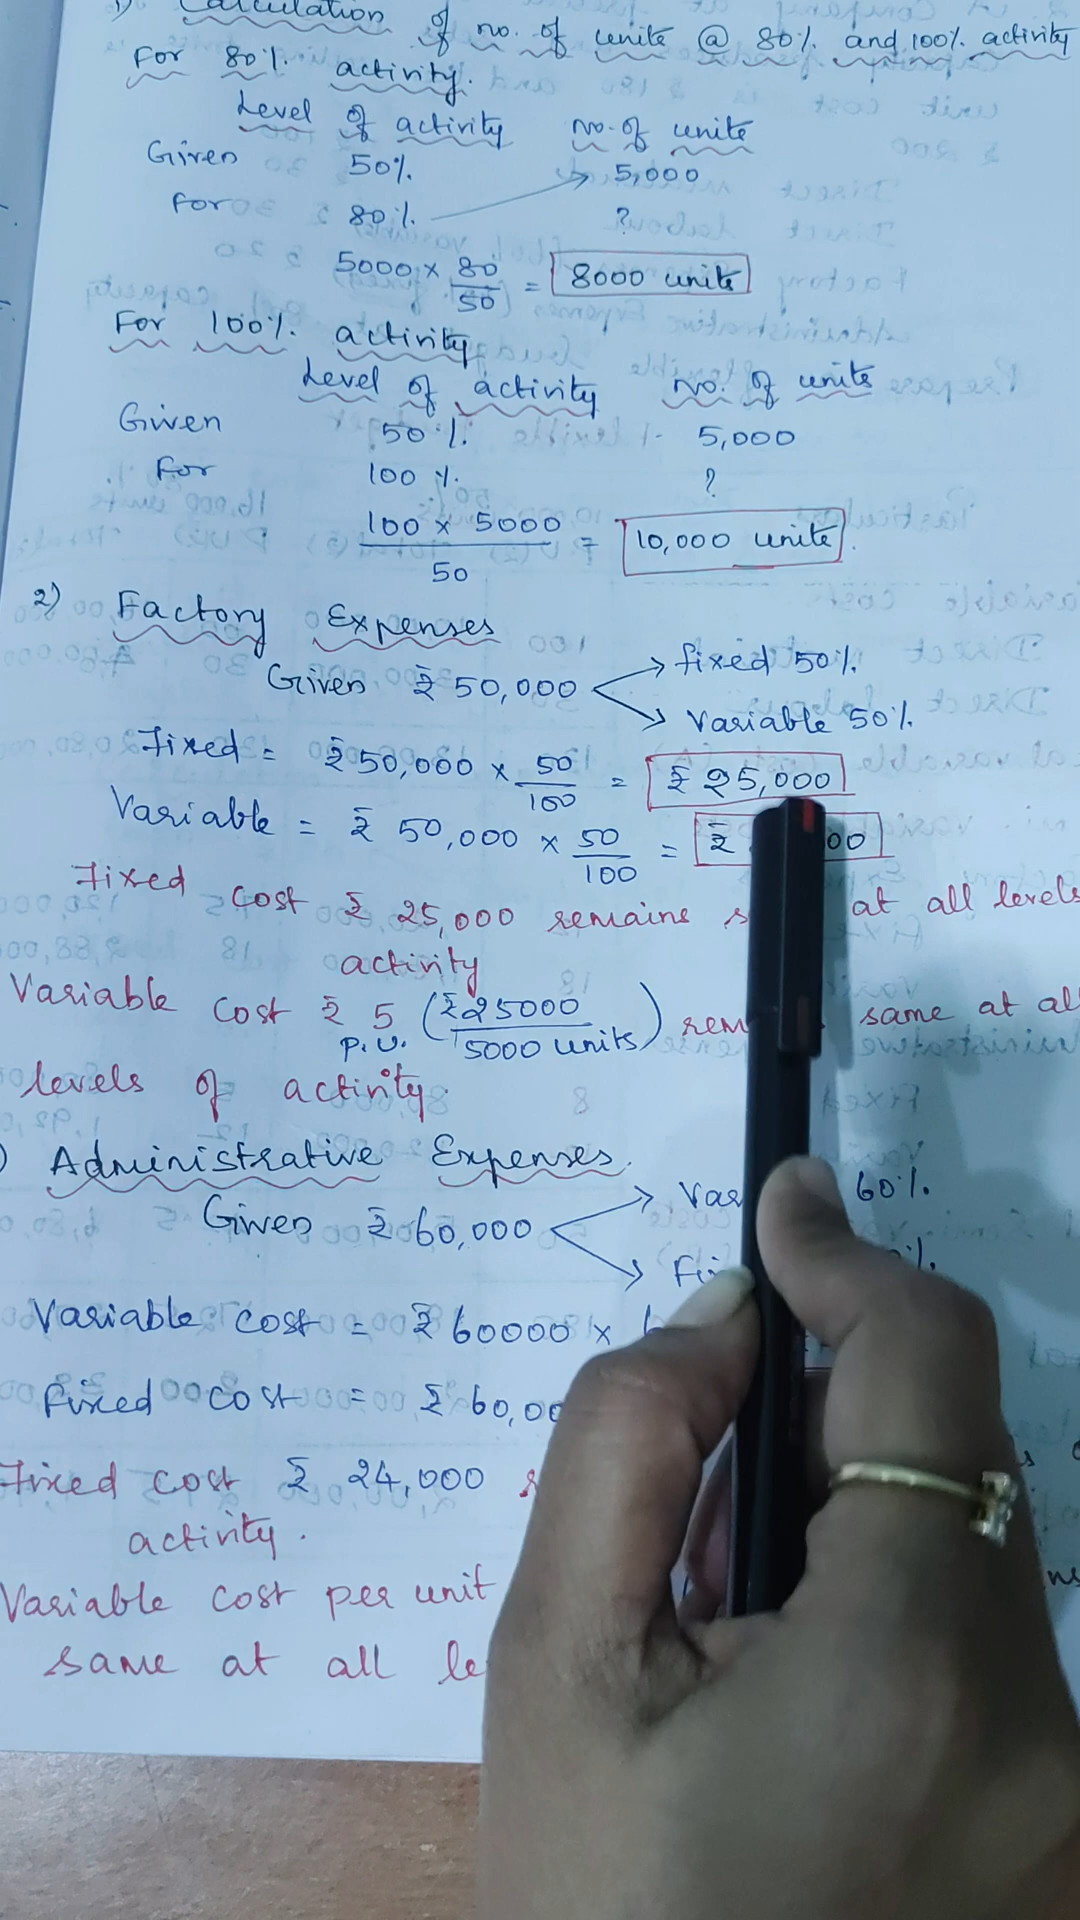 1) Calculation of no. of units @ 80% and 100% activity
For 80% activity.
Level of activity No. of units
Given 50% 5,000
For 80% ?
5000 × 80/50 = 8000 units
For 100% activity
Level of activity No. of units
Given 50% - 5,000
For 100 % ?
100 × 5000 / 50 = 10,000 units.
2) Factory Expenses
Given ₹ 50,000 → fixed 50%
→ Variable 50%
Fixed = ₹50,000 × 50/100 = ₹ 25,000
Variable = ₹ 50,000 × 50/100 = ₹ 00
Fixed cost ₹ 25,000 remains s at all levels
activity
Variable cost ₹ 5 P.U. (₹25000/5000 units) rem same at all
levels of activity.
) Administrative Expenses.
Given ₹ 60,000 → Var 60%.
→ Fi %.
Variable cost = ₹ 60000 × 6
Fixed cost = ₹ 60,00
Fixed cost ₹ 24,000
activity.
Variable cost per unit
same at all le